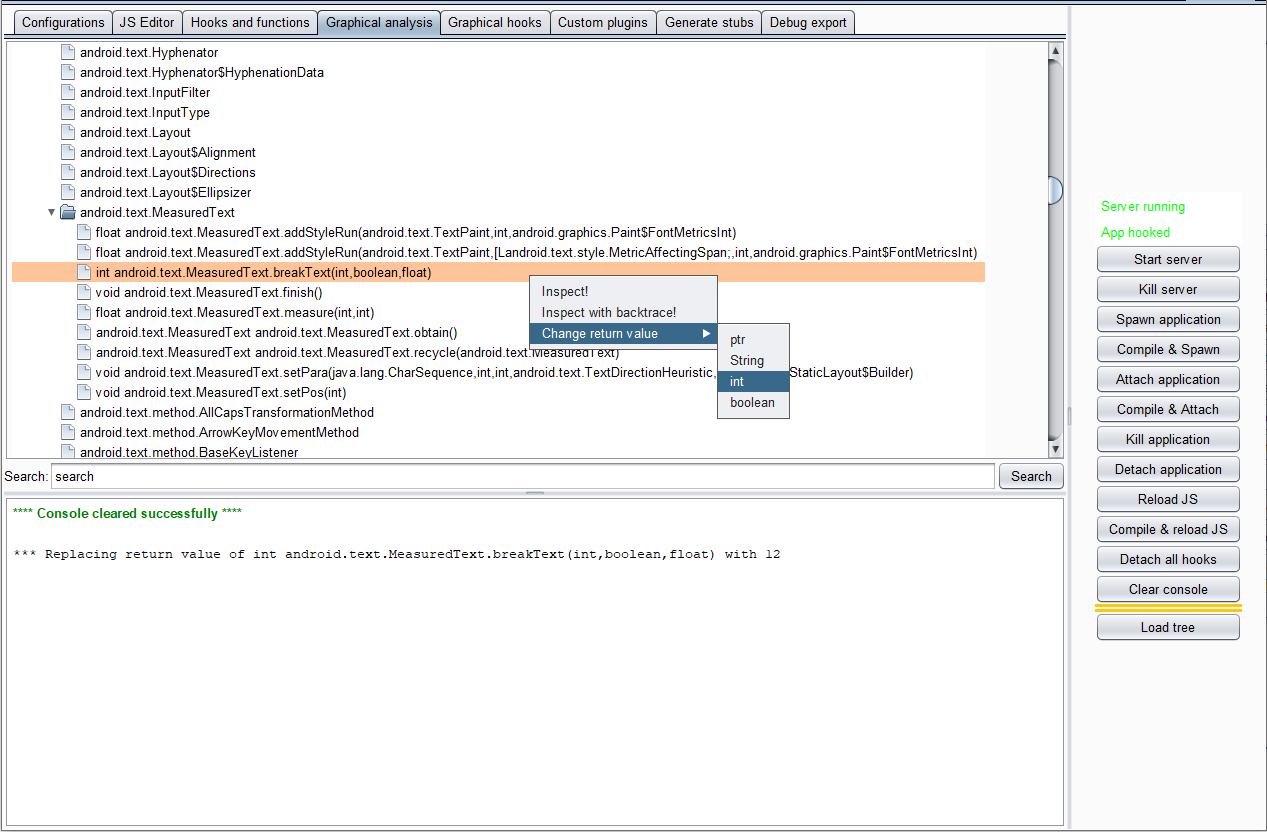 Configurations JS Editor Hooks and functions Graphical analysis Graphical hooks Custom plugins Generate stubs Debug export
android.text.Hyphenator
android.text.Hyphenator$HyphenationData
android.text.InputFilter
android.text.InputType
android.text.Layout
android.text.Layout$Alignment
android.text.Layout$Directions
android.text.Layout$Ellipsizer
android.text.MeasuredText
float android.text.MeasuredText.addStyleRun(android.text.TextPaint,int,android.graphics.Paint$FontMetricsInt)
float android.text.MeasuredText.addStyleRun(android.text.TextPaint,[Landroid.text.style.MetricAffectingSpan;,int,android.graphics.Paint$FontMetricsInt)
int android.text.MeasuredText.breakText(int,boolean,float)
void android.text.MeasuredText.finish()
float android.text.MeasuredText.measure(int,int)
android.text.MeasuredText android.text.MeasuredText.obtain()
android.text.MeasuredText android.text.MeasuredText.recycle(android.text.MeasuredText)
void android.text.MeasuredText.setPara(java.lang.CharSequence,int,int,android.text.TextDirectionHeuristic, StaticLayout$Builder)
void android.text.MeasuredText.setPos(int)
android.text.method.AllCapsTransformationMethod
android.text.method.ArrowKeyMovementMethod
android.text.method.BaseKeyListener
Inspect!
Inspect with backtrace!
Change return value
ptr
String
int
boolean
Search: search Search
**** Console cleared successfully ****
*** Replacing return value of int android.text.MeasuredText.breakText(int,boolean,float) with 12
Server running
App hooked
Start server
Kill server
Spawn application
Compile & Spawn
Attach application
Compile & Attach
Kill application
Detach application
Reload JS
Compile & reload JS
Detach all hooks
Clear console
Load tree